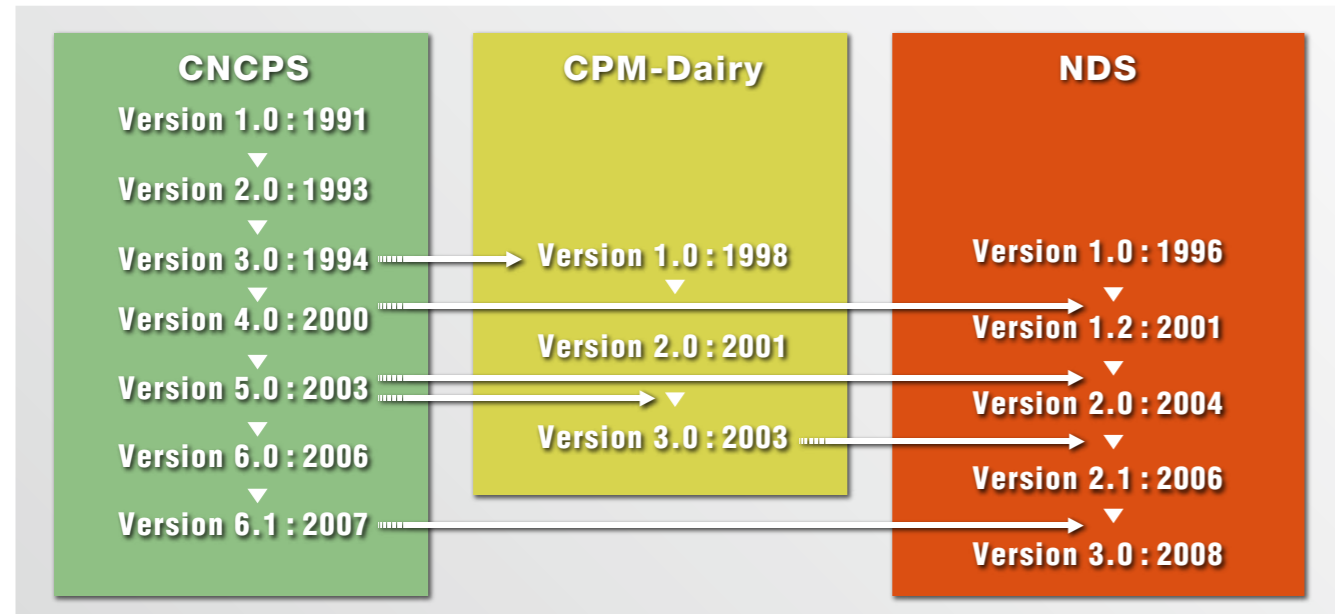 CNCPS
Version 1.0 : 1991
Version 2.0 : 1993
Version 3.0 : 1994
Version 4.0 : 2000
Version 5.0 : 2003
Version 6.0 : 2006
Version 6.1 : 2007
CPM-Dairy
Version 1.0 : 1998
Version 2.0 : 2001
Version 3.0 : 2003
NDS
Version 1.0 : 1996
Version 1.2 : 2001
Version 2.0 : 2004
Version 2.1 : 2006
Version 3.0 : 2008